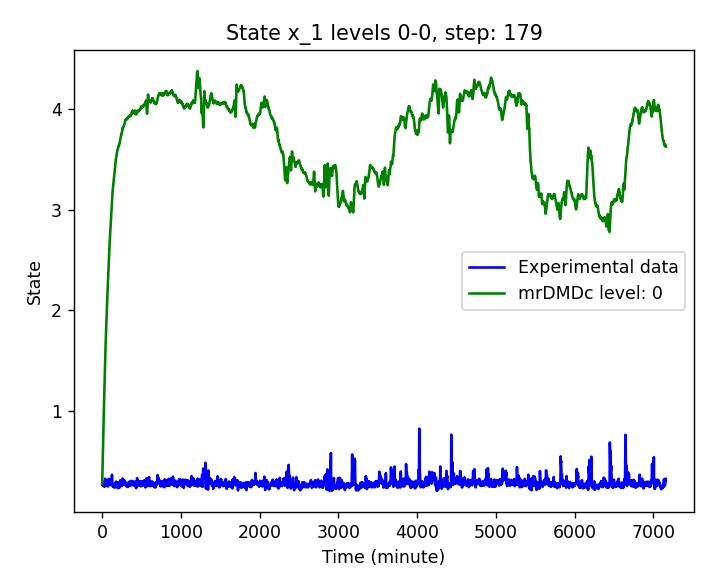 State x_1 levels 0-0, step: 179
State
4
3
2
1
Experimental data
mrDMDc level: 0
0 1000 2000 3000 4000 5000 6000 7000
Time (minute)